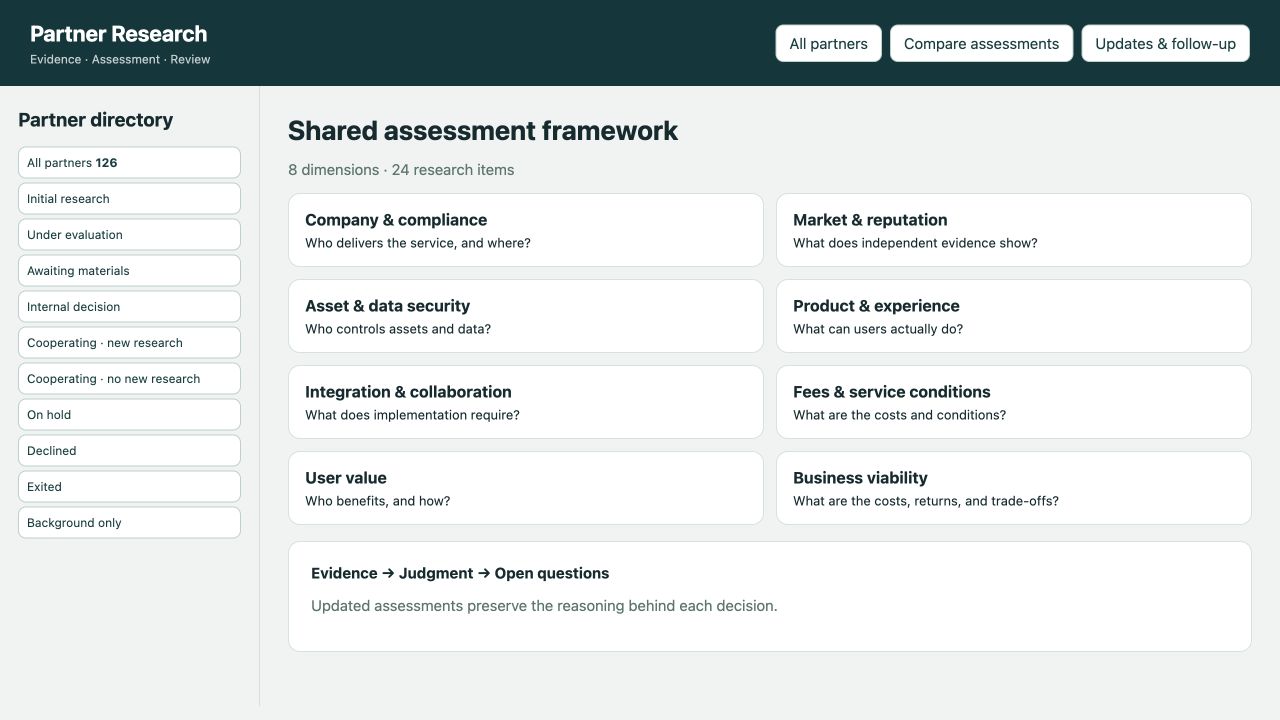 Partner Research
Evidence · Assessment · Review
All partners
Compare assessments
Updates & follow-up
Partner directory
All partners 126
Initial research
Under evaluation
Awaiting materials
Internal decision
Cooperating · new research
Cooperating · no new research
On hold
Declined
Exited
Background only
Shared assessment framework
8 dimensions · 24 research items
Company & compliance
Who delivers the service, and where?
Market & reputation
What does independent evidence show?
Asset & data security
Who controls assets and data?
Product & experience
What can users actually do?
Integration & collaboration
What does implementation require?
Fees & service conditions
What are the costs and conditions?
User value
Who benefits, and how?
Business viability
What are the costs, returns, and trade-offs?
Evidence → Judgment → Open questions
Updated assessments preserve the reasoning behind each decision.